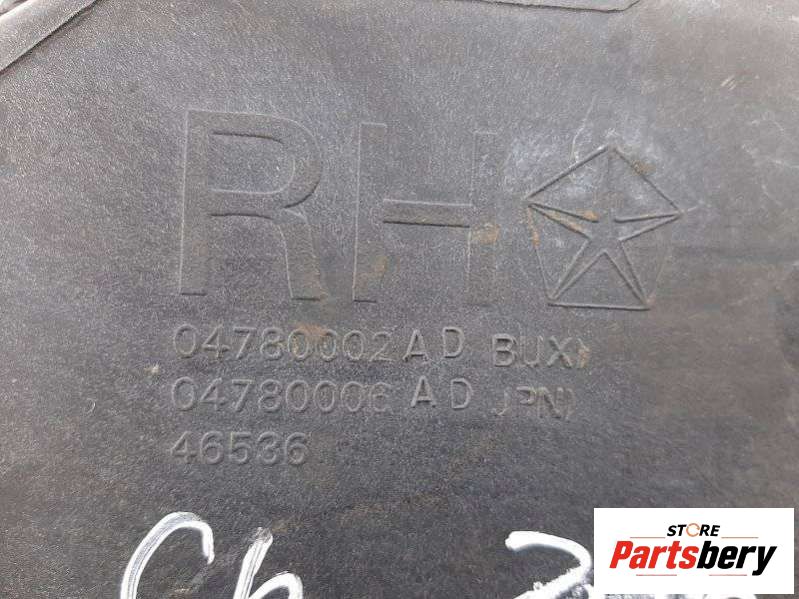 RH
04780002AD BUX)
04780006AD JPN)
46536
STORE
Partsbery